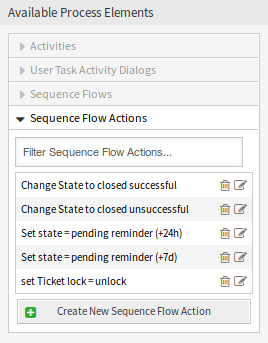 Available Process Elements
Activities
User Task Activity Dialogs
Sequence Flows
Sequence Flow Actions
Filter Sequence Flow Actions...
Change State to closed successful
Change State to closed unsuccessful
Set state = pending reminder (+24h)
Set state = pending reminder (+7d)
set Ticket lock = unlock
Create New Sequence Flow Action